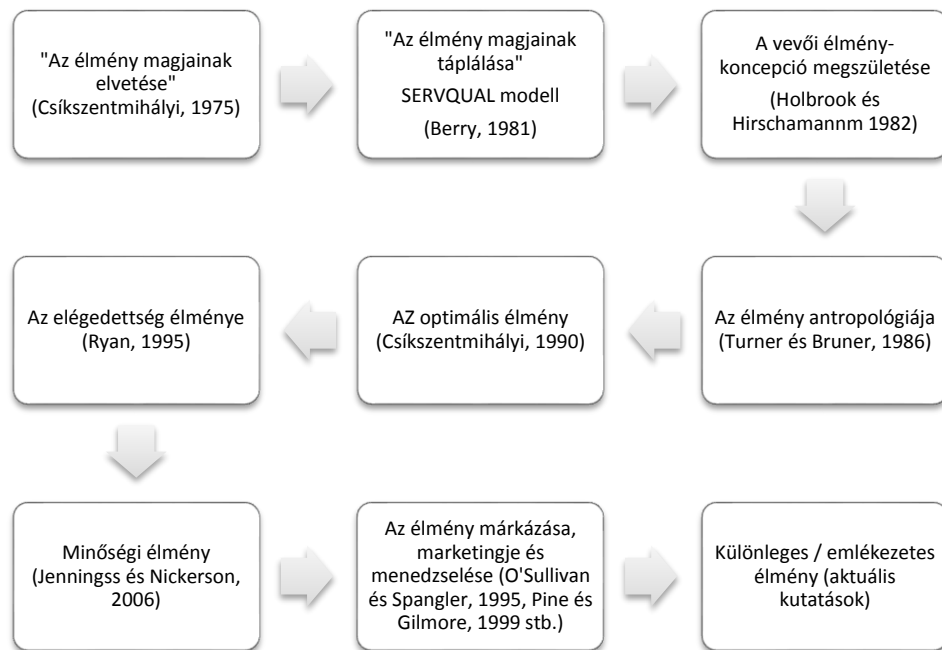 "Az élmény magjainak
elvetése"
(Csíkszentmihályi, 1975)
"Az élmény magjainak
táplálása"
SERVQUAL modell
(Berry, 1981)
A vevői élmény-
koncepció megszületése
(Holbrook és
Hirschamannm 1982)
Az élmény antropológiája
(Turner és Bruner, 1986)
AZ optimális élmény
(Csíkszentmihályi, 1990)
Az elégedettség élménye
(Ryan, 1995)
Minőségi élmény
(Jenningss és Nickerson,
2006)
Az élmény márkázása,
marketingje és
menedzselése (O'Sullivan
és Spangler, 1995, Pine és
Gilmore, 1999 stb.)
Különleges / emlékezetes
élmény (aktuális
kutatások)